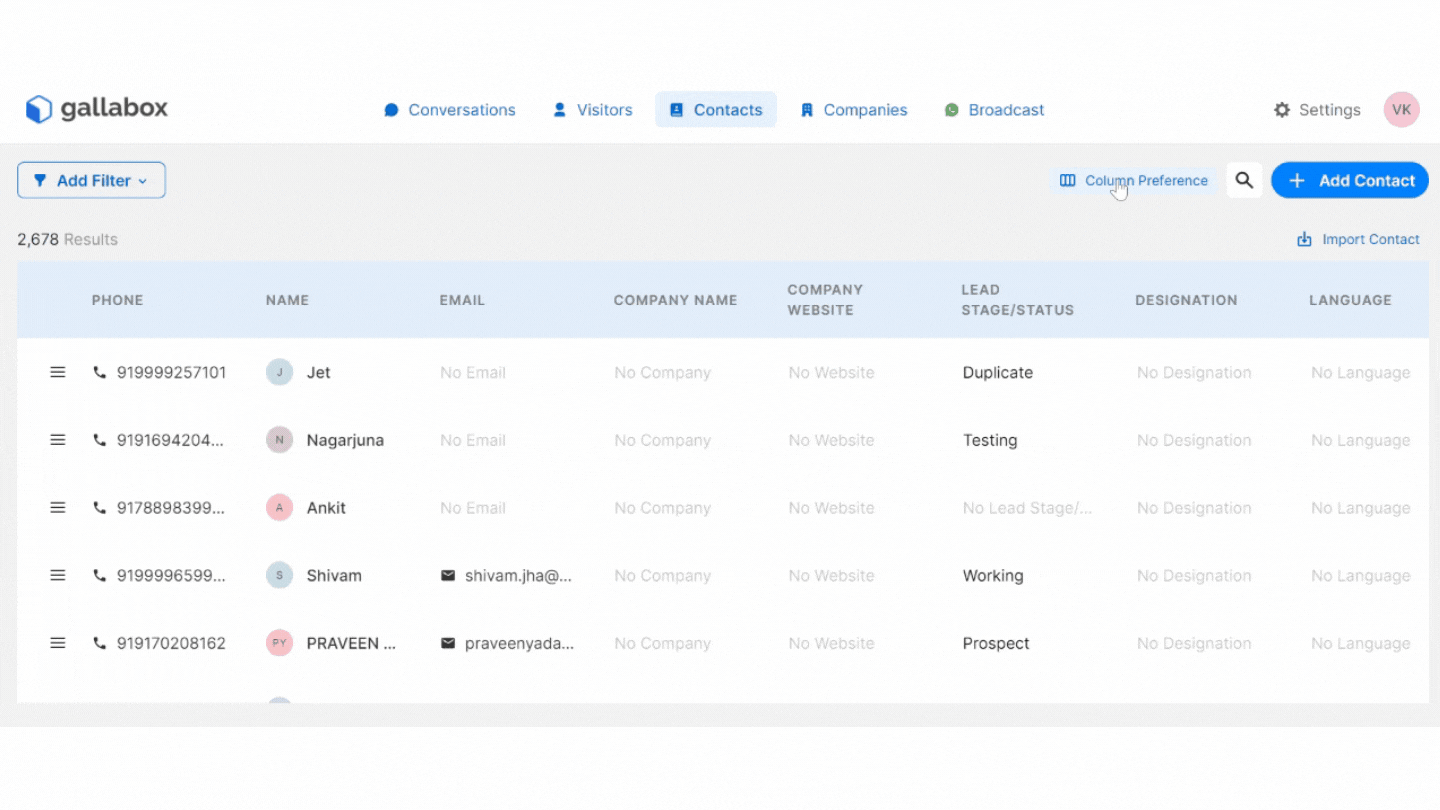 gallabox Conversations Visitors Contacts Companies Broadcast Settings VK
Add Filter Column Preference Add Contact
2,678 Results Import Contact
PHONE NAME EMAIL COMPANY NAME COMPANY WEBSITE LEAD STAGE/STATUS DESIGNATION LANGUAGE
919999257101 J Jet No Email No Company No Website Duplicate No Designation No Language
9191694204... N Nagarjuna No Email No Company No Website Testing No Designation No Language
9178898399... A Ankit No Email No Company No Website No Lead Stage/... No Designation No Language
9199996599... S Shivam shivam.jha@... No Company No Website Working No Designation No Language
919170208162 PY PRAVEEN ... praveenyada... No Company No Website Prospect No Designation No Language